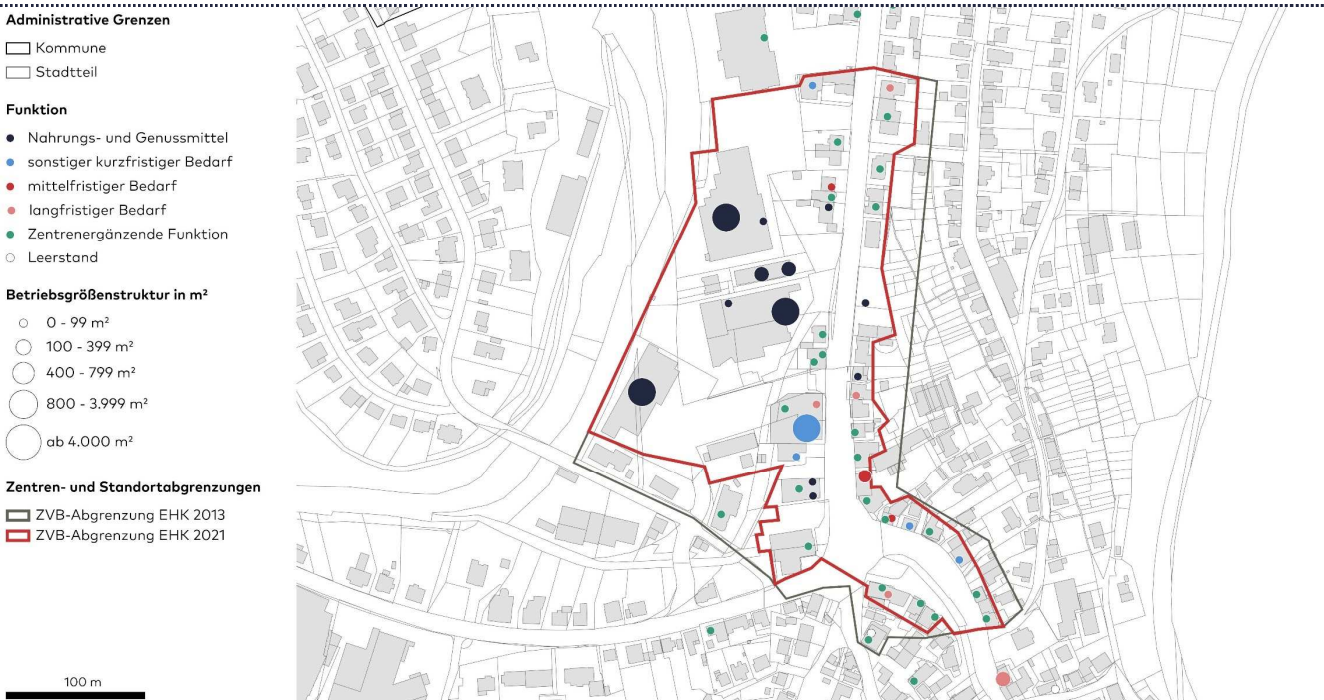 Administrative Grenzen
Kommune
Stadtteil
Funktion
Nahrungs- und Genussmittel
sonstiger kurzfristiger Bedarf
mittelfristiger Bedarf
langfristiger Bedarf
Zentrenergänzende Funktion
Leerstand
Betriebsgrößenstruktur in m²
0 - 99 m²
100 - 399 m²
400 - 799 m²
800 - 3.999 m²
ab 4.000 m²
Zentren- und Standortabgrenzungen
ZVB-Abgrenzung EHK 2013
ZVB-Abgrenzung EHK 2021
100 m